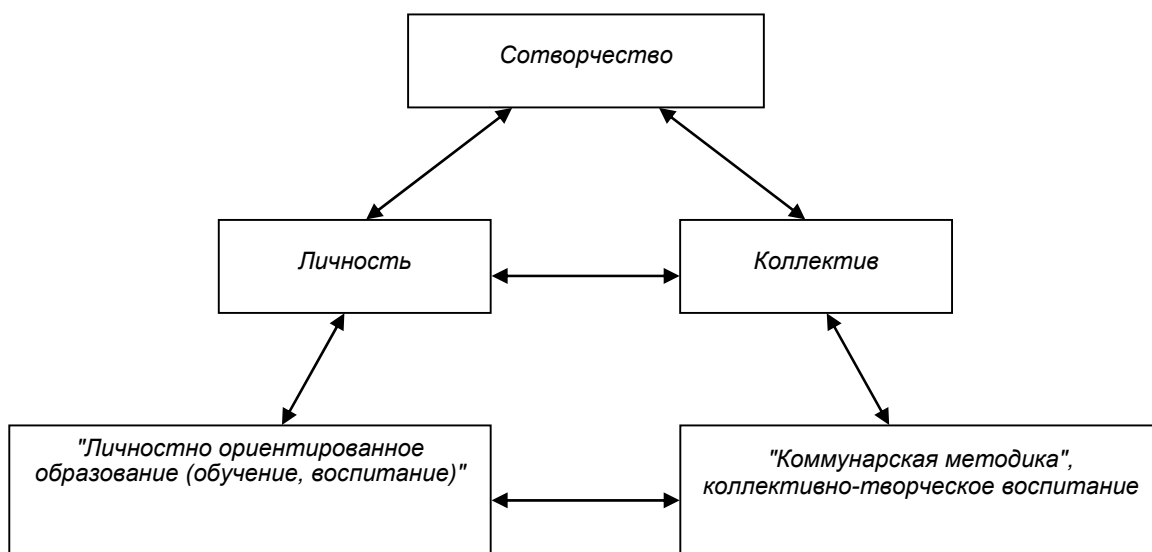 Сотворчество
Личность
Коллектив
"Личностно ориентированное
образование (обучение, воспитание)"
"Коммунарская методика",
коллективно-творческое воспитание